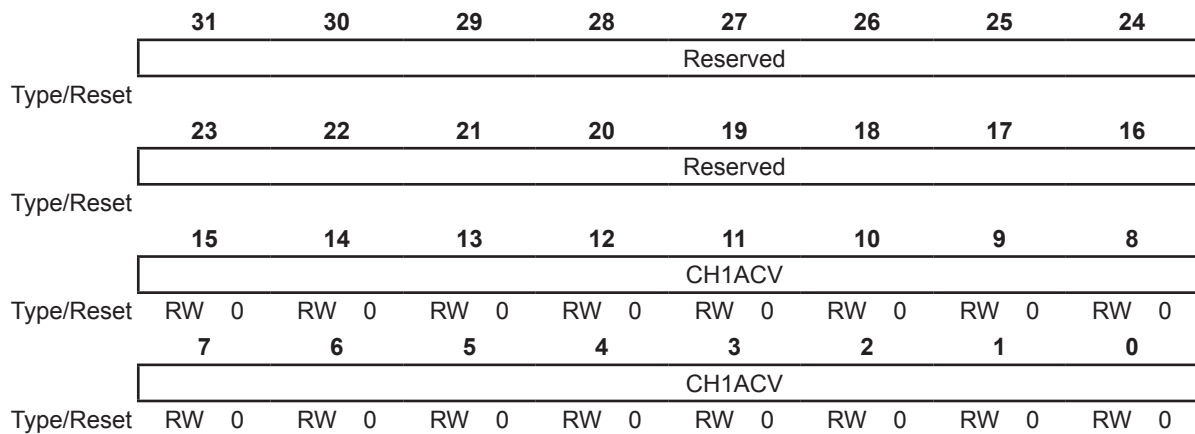 31 30 29 28 27 26 25 24
Reserved
Type/Reset
23 22 21 20 19 18 17 16
Reserved
Type/Reset
15 14 13 12 11 10 9 8
CH1ACV
Type/Reset RW 0 RW 0 RW 0 RW 0 RW 0 RW 0 RW 0 RW 0
7 6 5 4 3 2 1 0
CH1ACV
Type/Reset RW 0 RW 0 RW 0 RW 0 RW 0 RW 0 RW 0 RW 0